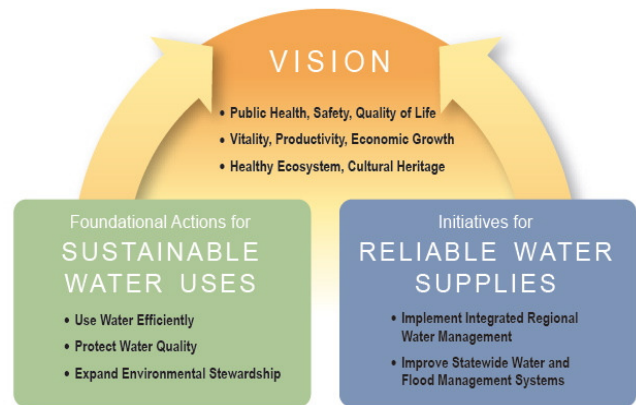 VISION
• Public Health, Safety, Quality of Life
• Vitality, Productivity, Economic Growth
• Healthy Ecosystem, Cultural Heritage
Foundational Actions for
SUSTAINABLE
WATER USES
• Use Water Efficiently
• Protect Water Quality
• Expand Environmental Stewardship
Initiatives for
RELIABLE WATER
SUPPLIES
• Implement Integrated Regional
Water Management
• Improve Statewide Water and
Flood Management Systems